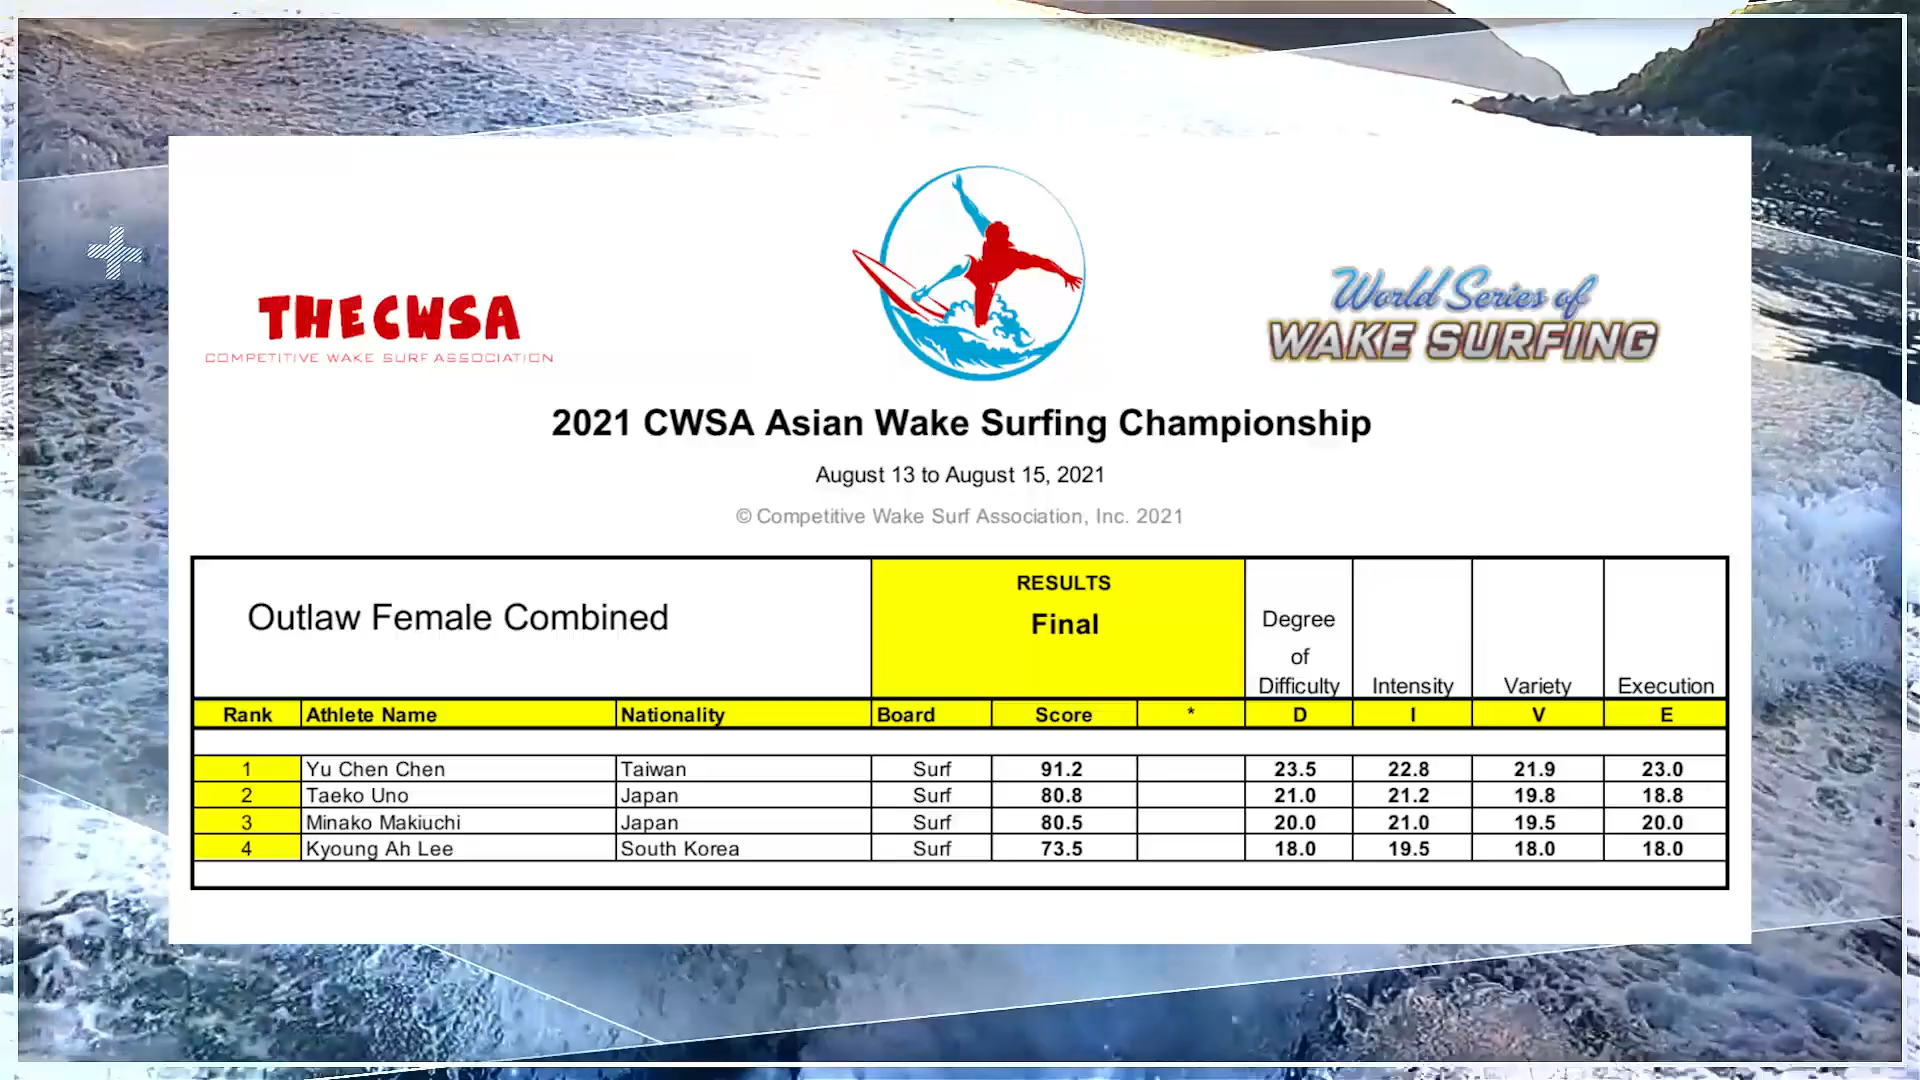 THECWSA
COMPETITIVE WAKE SURF ASSOCIATION
World Series of
WAKE SURFING
2021 CWSA Asian Wake Surfing Championship
August 13 to August 15, 2021
© Competitive Wake Surf Association, Inc. 2021
Outlaw Female Combined
RESULTS
Final
Degree
of
Difficulty Intensity Variety Execution
Rank Athlete Name Nationality Board Score * D I V E
1 Yu Chen Chen Taiwan Surf 91.2 23.5 22.8 21.9 23.0
2 Taeko Uno Japan Surf 80.8 21.0 21.2 19.8 18.8
3 Minako Makiuchi Japan Surf 80.5 20.0 21.0 19.5 20.0
4 Kyoung Ah Lee South Korea Surf 73.5 18.0 19.5 18.0 18.0